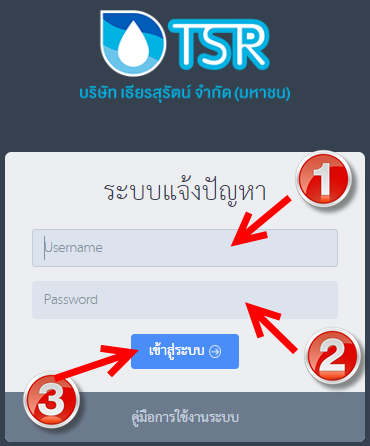 TSR
บริษัท เธียรสุรัตน์ จำกัด (มหาชน)
ระบบแจ้งปัญหา
1
Username
Password
2
เข้าสู่ระบบ
3
คู่มือการใช้งานระบบ